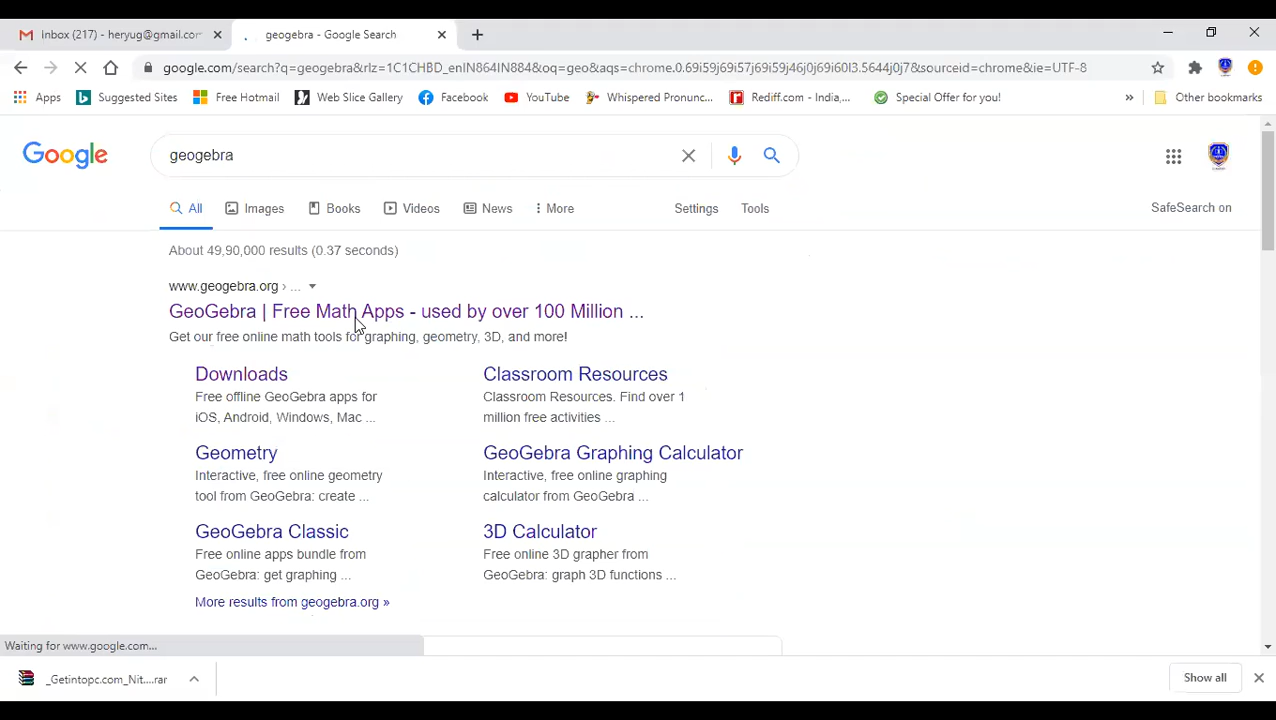 Inbox (217) - heryug@gmail.con
geogebra - Google Search
google.com/search?q=geogebra&rlz=1C1CHBD_enIN864IN884&oq=geo&aqs=chrome.0.69i59j69i57j69i59j46j0j69i60l3.5644j0j7&sourceid=chrome&ie=UTF-8
Apps Suggested Sites Free Hotmail Web Slice Gallery Facebook YouTube Whispered Pronunc... Rediff.com - India,... Special Offer for you! » Other bookmarks
Google geogebra
All Images Books Videos News More Settings Tools SafeSearch on
About 49,90,000 results (0.37 seconds)
www.geogebra.org › ...
GeoGebra | Free Math Apps - used by over 100 Million ...
Get our free online math tools for graphing, geometry, 3D, and more!
Downloads
Free offline GeoGebra apps for
iOS, Android, Windows, Mac ...
Classroom Resources
Classroom Resources. Find over 1
million free activities ...
Geometry
Interactive, free online geometry
tool from GeoGebra: create ...
GeoGebra Graphing Calculator
Interactive, free online graphing
calculator from GeoGebra ...
GeoGebra Classic
Free online apps bundle from
GeoGebra: get graphing ...
3D Calculator
Free online 3D grapher from
GeoGebra: graph 3D functions ...
More results from geogebra.org »
Waiting for www.google.com...
_Getintopc.com_Nit....rar
Show all